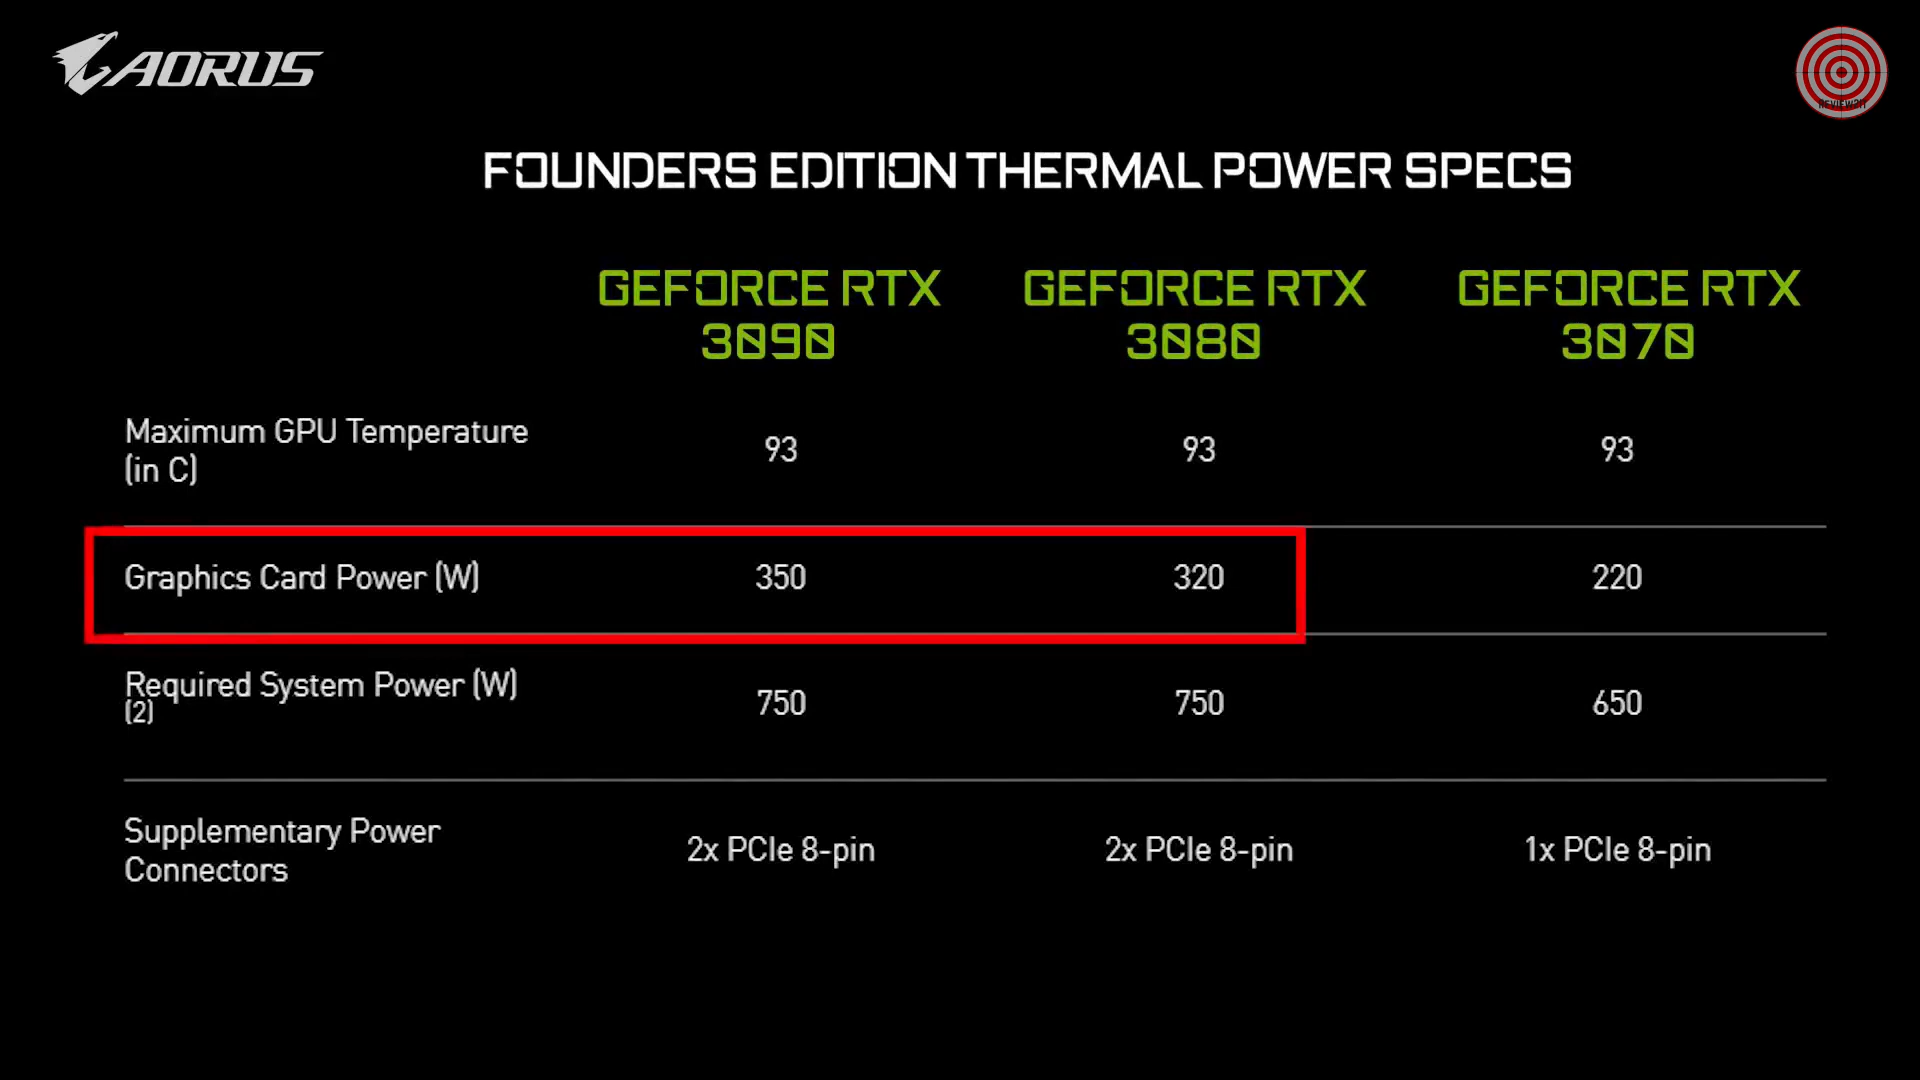 AORUS
REVIEWZIT
FOUNDERS EDITION THERMAL POWER SPECS
GEFORCE RTX 3090
GEFORCE RTX 3080
GEFORCE RTX 3070
Maximum GPU Temperature (in C)
93
93
93
Graphics Card Power (W)
350
320
220
Required System Power (W) (2)
750
750
650
Supplementary Power Connectors
2x PCIe 8-pin
2x PCIe 8-pin
1x PCIe 8-pin